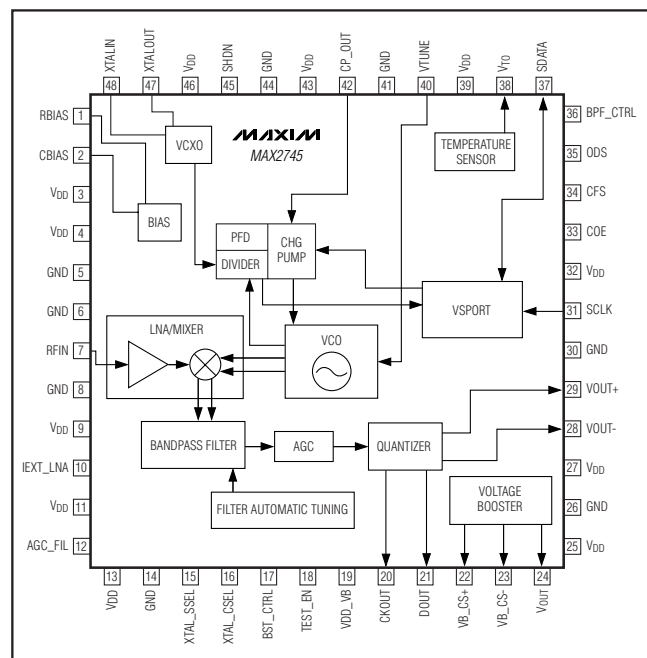 XTALIN
XTALOUT
VDD
SHDN
GND
VDD
CP_OUT
GND
VTUNE
VDD
VTO
SDATA
48
47
46
45
44
43
42
41
40
39
38
37
RBIAS 1
CBIAS 2
VDD 3
VDD 4
GND 5
GND 6
RFIN 7
GND 8
VDD 9
IEXT_LNA 10
VDD 11
AGC_FIL 12
MAXIM
MAX2745
VCXO
BIAS
TEMPERATURE
SENSOR
PFD
DIVIDER
CHG
PUMP
VSPORT
LNA/MIXER
VCO
BANDPASS FILTER
AGC
QUANTIZER
FILTER AUTOMATIC TUNING
VOLTAGE
BOOSTER
36 BPF_CTRL
35 ODS
34 CFS
33 COE
32 VDD
31 SCLK
30 GND
29 VOUT+
28 VOUT-
27 VDD
26 GND
25 VDD
13
14
15
16
17
18
19
20
21
22
23
24
VDD
GND
XTAL_SSEL
XTAL_CSEL
BST_CTRL
TEST_EN
VDD_VB
CKOUT
DOUT
VB_CS+
VB_CS-
VOUT